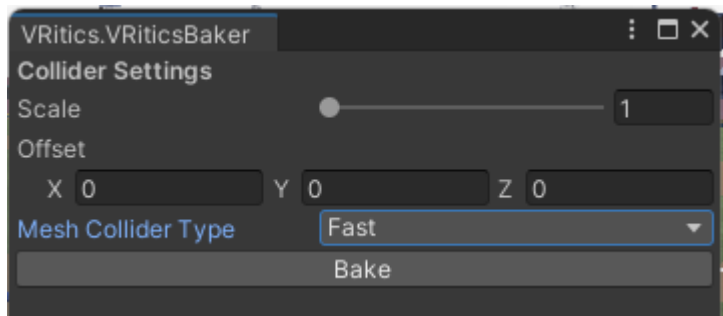 VRitics.VRiticsBaker
Collider Settings
Scale 1
Offset
X 0 Y 0 Z 0
Mesh Collider Type Fast
Bake